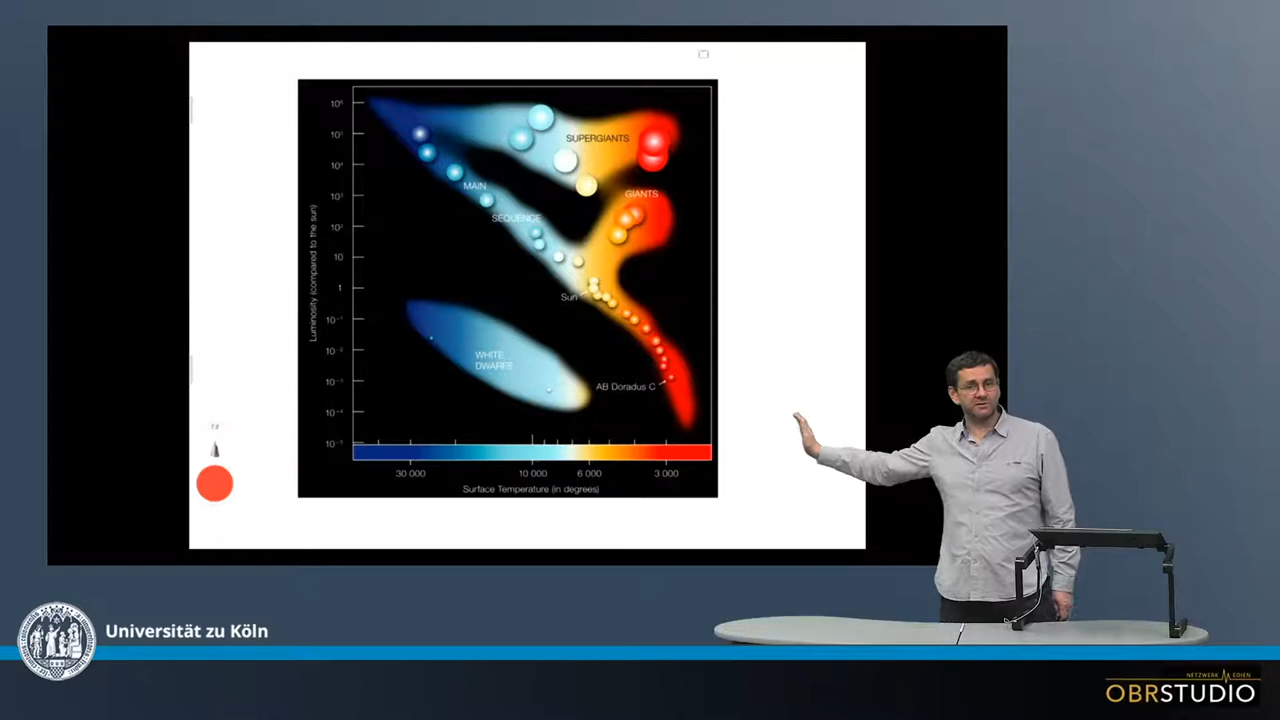 10⁶
10⁵
SUPERGIANTS
10⁴
MAIN
10³
GIANTS
SEQUENCE
10²
10
1
Sun
10⁻¹
10⁻²
WHITE
DWARFS
10⁻³
AB Doradus C
10⁻⁴
10⁻⁵
Luminosity (compared to the sun)
30 000
10 000
6 000
3 000
Surface Temperature (in degrees)
Universität zu Köln
NETZWERK MEDIEN
OBRSTUDIO